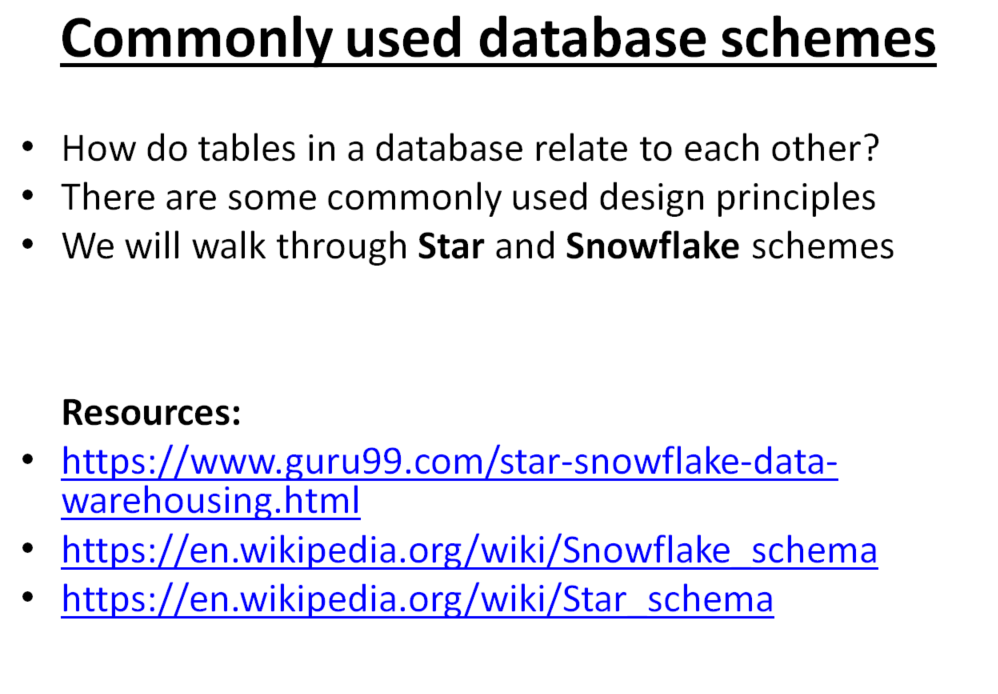 Commonly used database schemes
• How do tables in a database relate to each other?
• There are some commonly used design principles
• We will walk through Star and Snowflake schemes
Resources:
• https://www.guru99.com/star-snowflake-data-
warehousing.html
• https://en.wikipedia.org/wiki/Snowflake_schema
• https://en.wikipedia.org/wiki/Star_schema